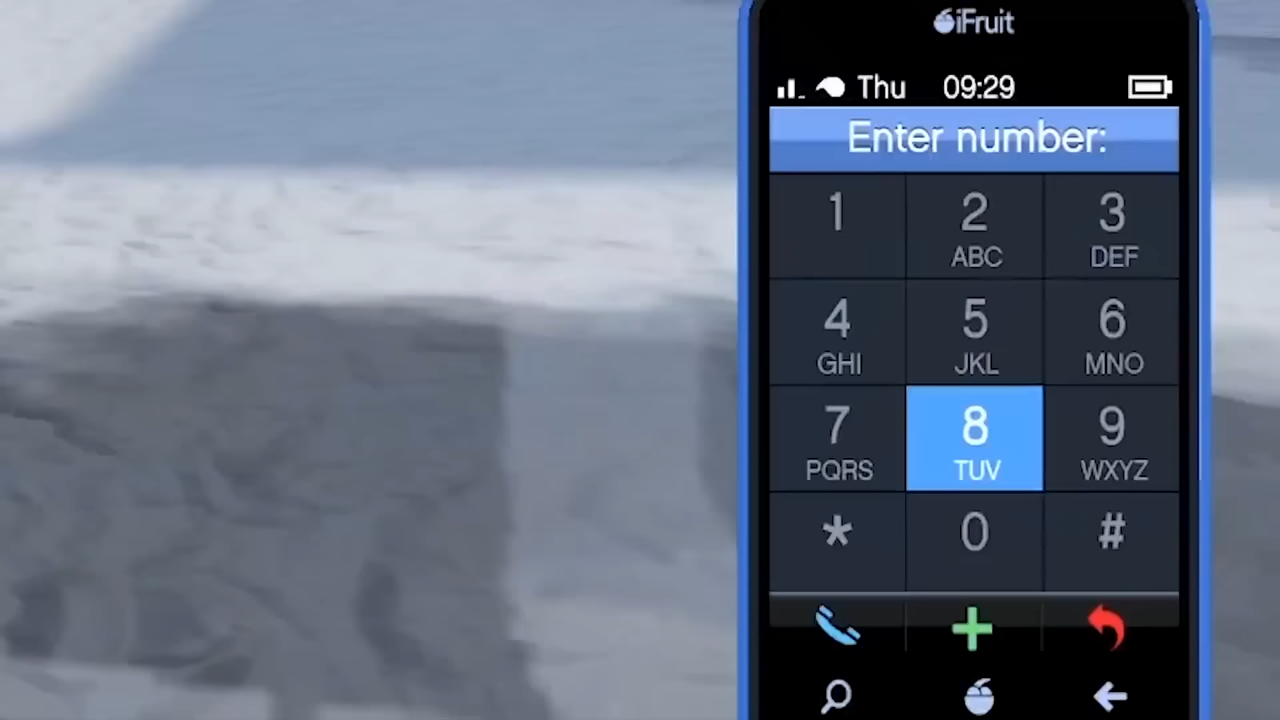 iFruit
Thu 09:29
Enter number:
1 2 3
ABC DEF
4 5 6
GHI JKL MNO
7 8 9
PQRS TUV WXYZ
* 0 #